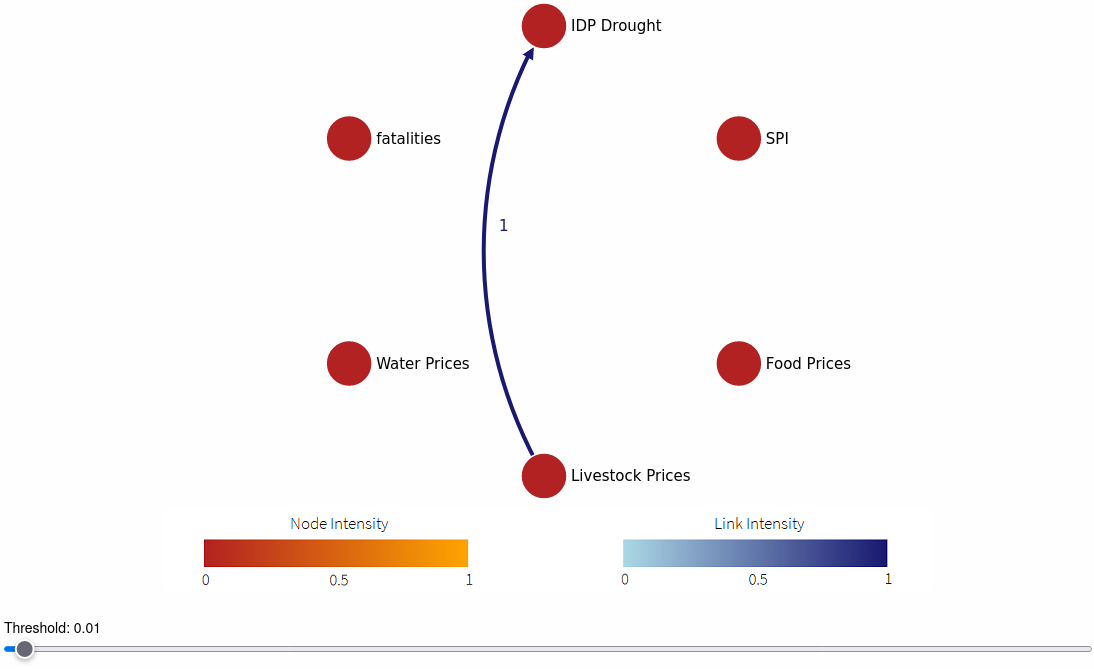 IDP Drought
fatalities
SPI
1
Water Prices
Food Prices
Livestock Prices
Node Intensity
0 0.5 1
Link Intensity
0 0.5 1
Threshold: 0.01